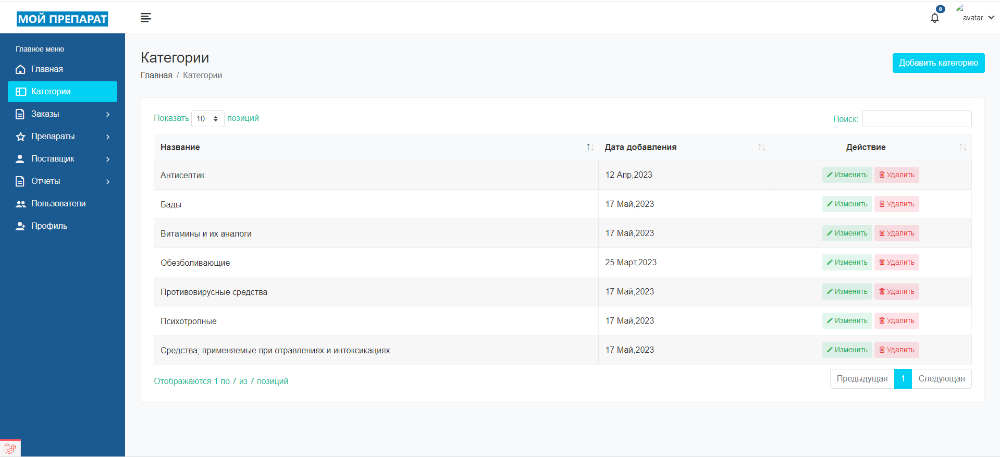 МОЙ ПРЕПАРАТ
0
avatar
Главное меню
Главная
Категории
Заказы
Препараты
Поставщик
Отчеты
Пользователи
Профиль
Категории
Главная / Категории
Добавить категорию
Показать 10 позиций
Поиск:
Название Дата добавления Действие
Антисептик 12 Апр,2023 Изменить Удалить
Бады 17 Май,2023 Изменить Удалить
Витамины и их аналоги 17 Май,2023 Изменить Удалить
Обезболивающие 25 Март,2023 Изменить Удалить
Противовирусные средства 17 Май,2023 Изменить Удалить
Психотропные 17 Май,2023 Изменить Удалить
Средства, применяемые при отравлениях и интоксикациях 17 Май,2023 Изменить Удалить
Отображаются 1 по 7 из 7 позиций
Предыдущая 1 Следующая